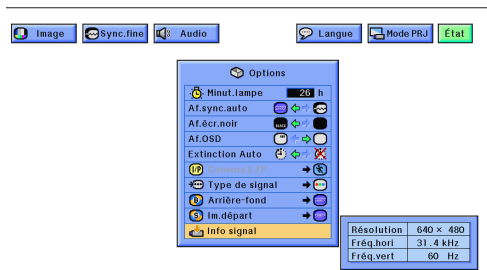 Image
Sync.fine
Audio
Langue
Mode PRJ
État
Options
Minut.lampe 26 h
Af.sync.auto
Af.écr.noir
Af.OSD
Extinction Auto
I/P
Type de signal
B Arrière-fond
S Im.départ
Info signal
Résolution 640 × 480
Fréq.hori 31.4 kHz
Fréq.vert 60 Hz